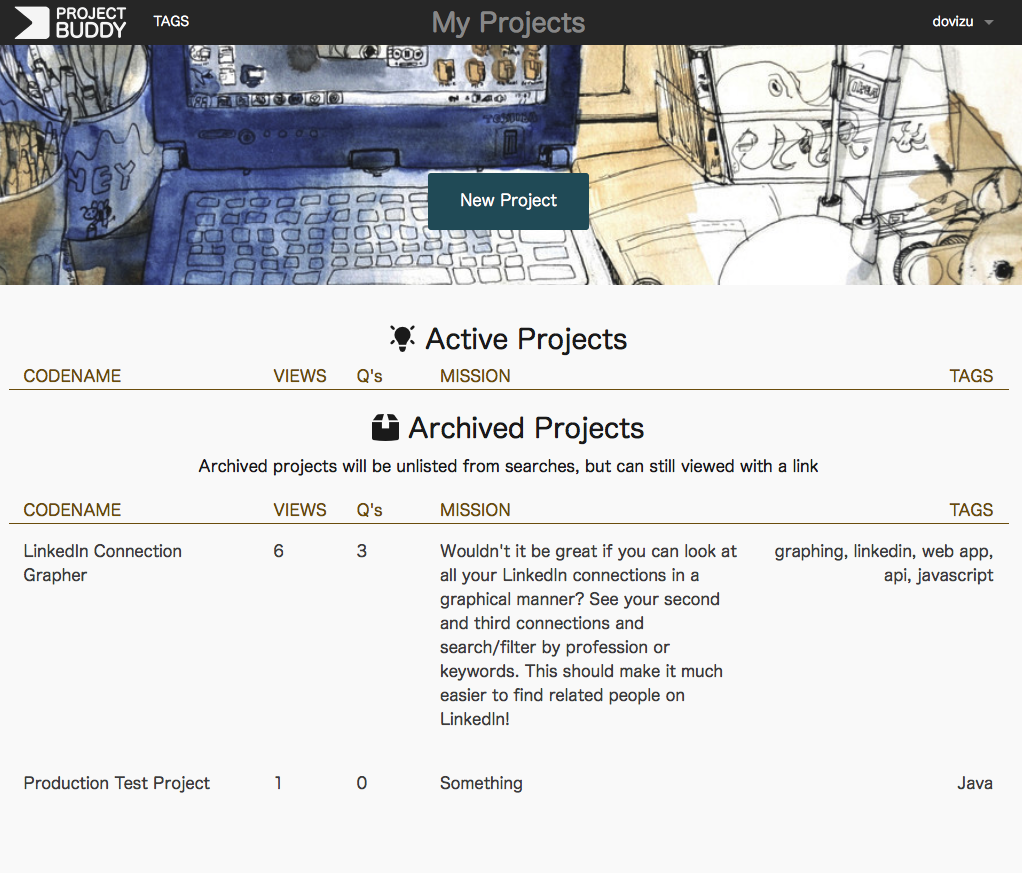 PROJECT
BUDDY
TAGS
My Projects
dovizu
TOSHIBA
HEY
New Project
Active Projects
CODENAME VIEWS Q's MISSION TAGS
Archived Projects
Archived projects will be unlisted from searches, but can still viewed with a link
CODENAME VIEWS Q's MISSION TAGS
LinkedIn Connection 6 3 Wouldn't it be great if you can look at graphing, linkedin, web app,
Grapher all your LinkedIn connections in a api, javascript
graphical manner? See your second
and third connections and
search/filter by profession or
keywords. This should make it much
easier to find related people on
LinkedIn!
Production Test Project 1 0 Something Java